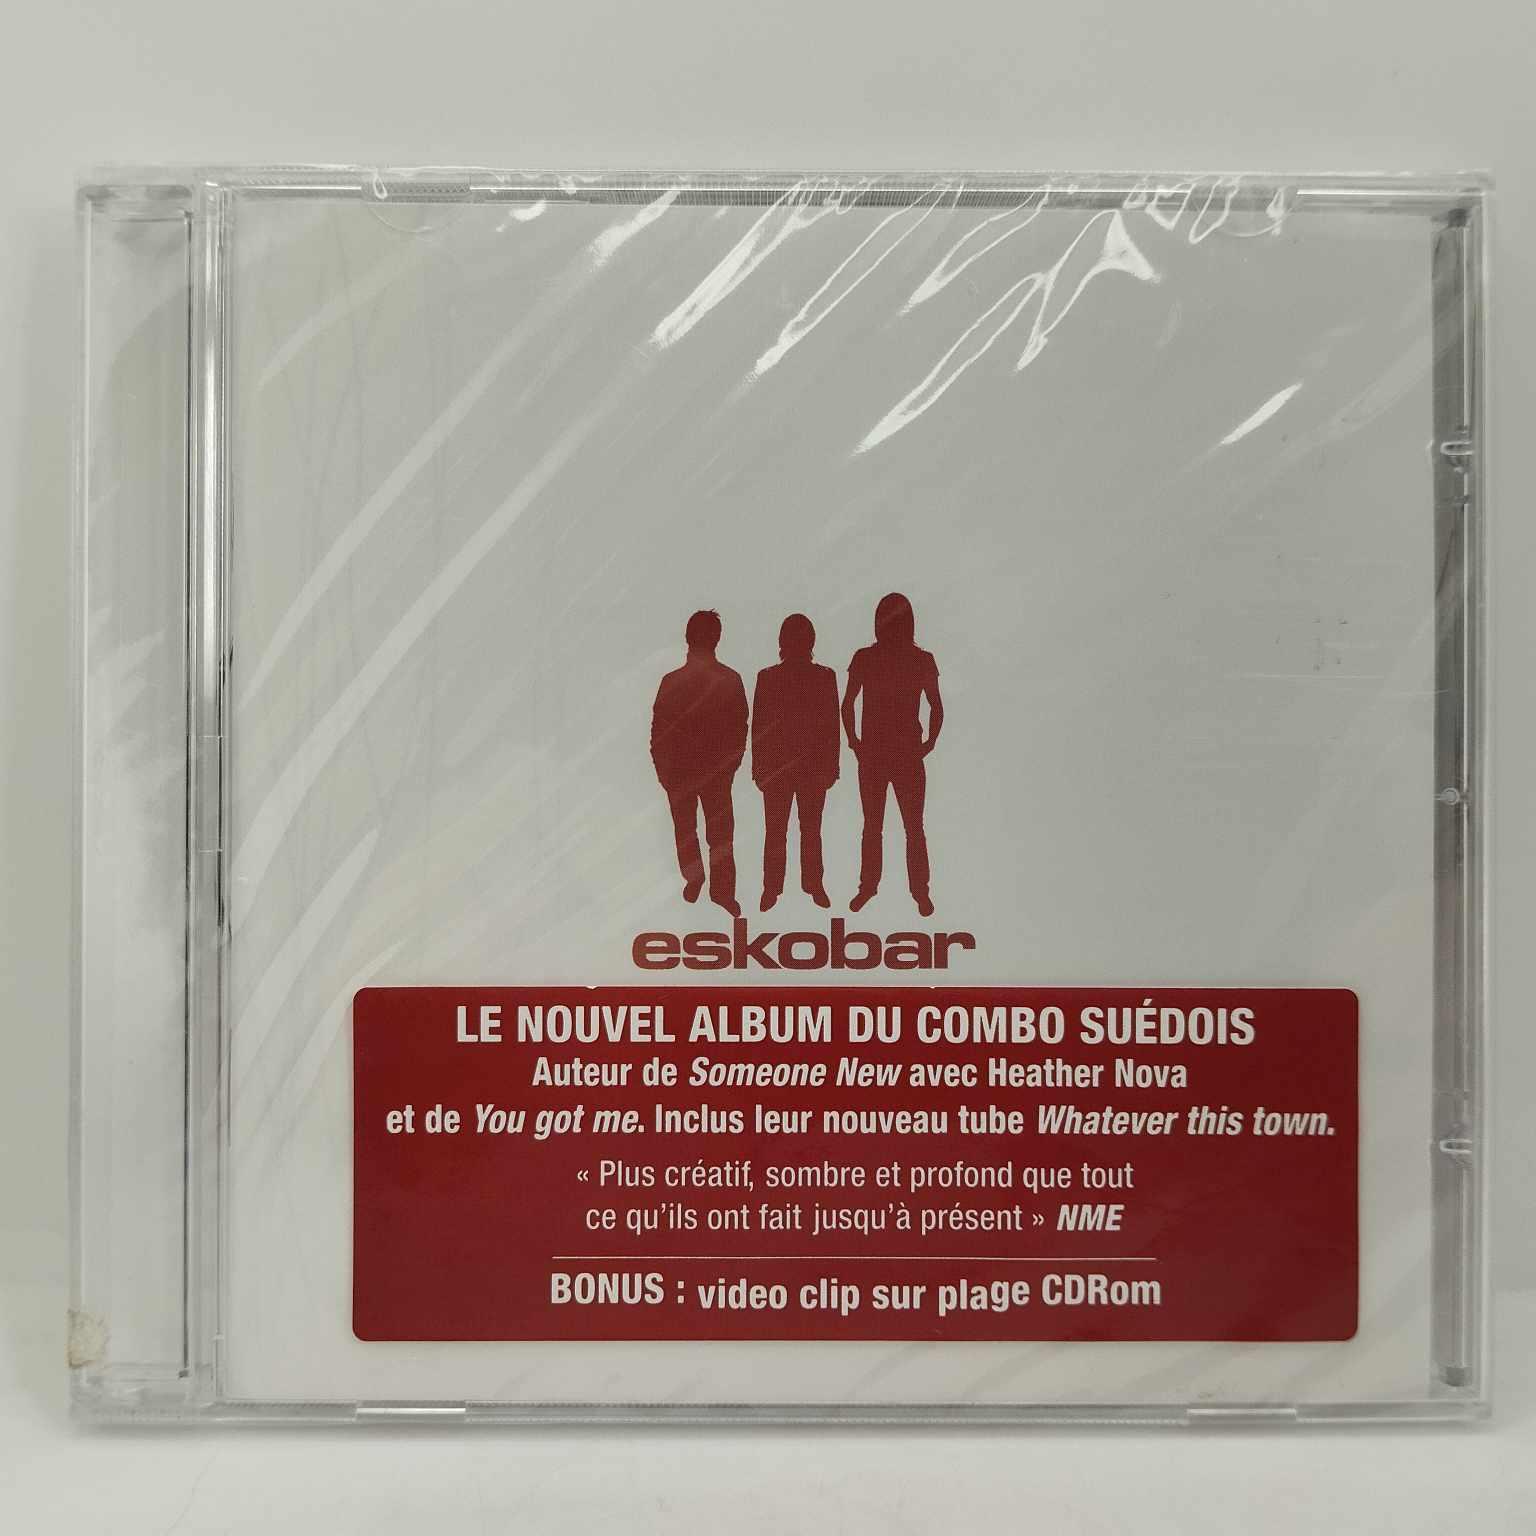 eskobar
LE NOUVEL ALBUM DU COMBO SUÉDOIS
Auteur de Someone New avec Heather Nova
et de You got me. Inclus leur nouveau tube Whatever this town.
« Plus créatif, sombre et profond que tout
ce qu'ils ont fait jusqu'à présent » NME
BONUS : video clip sur plage CDRom